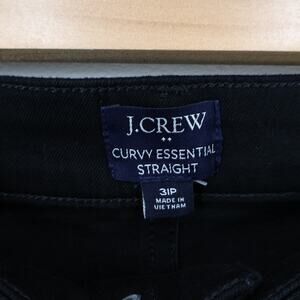 J.CREW
CURVY ESSENTIAL
STRAIGHT
31P
MADE IN
VIETNAM